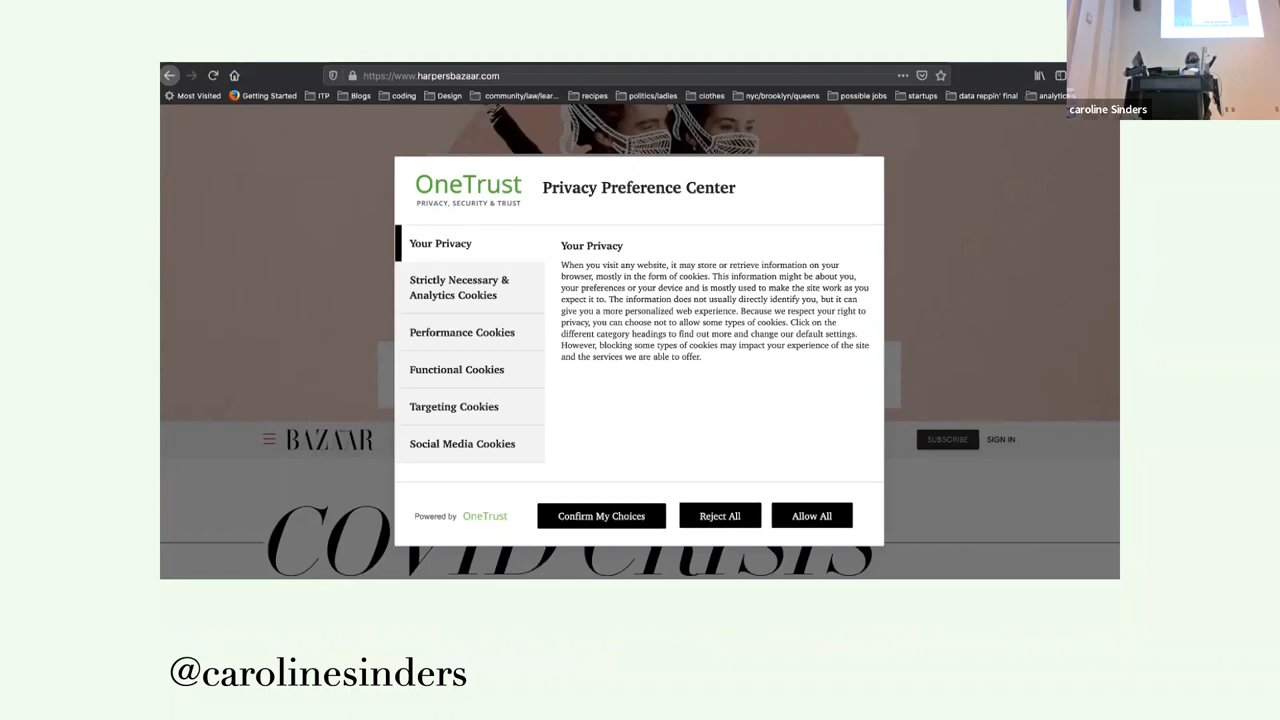 https://www.harpersbazaar.com
Most Visited
Getting Started
ITP
Blogs
coding
Design
community/law/lear...
recipes
politics/ladies
clothes
nyc/brooklyn/queens
possible jobs
startups
data reppin' final
analytics
caroline Sinders
OneTrust
PRIVACY, SECURITY & TRUST
Privacy Preference Center
Your Privacy
Strictly Necessary &
Analytics Cookies
Performance Cookies
Functional Cookies
Targeting Cookies
Social Media Cookies
Your Privacy
When you visit any website, it may store or retrieve information on your
browser, mostly in the form of cookies. This information might be about you,
your preferences or your device and is mostly used to make the site work as you
expect it to. The information does not usually directly identify you, but it can
give you a more personalized web experience. Because we respect your right to
privacy, you can choose not to allow some types of cookies. Click on the
different category headings to find out more and change our default settings.
However, blocking some types of cookies may impact your experience of the site
and the services we are able to offer.
BAZAAR
SUBSCRIBE
SIGN IN
Powered by OneTrust
Confirm My Choices
Reject All
Allow All
COVID CRISIS
@carolinesinders